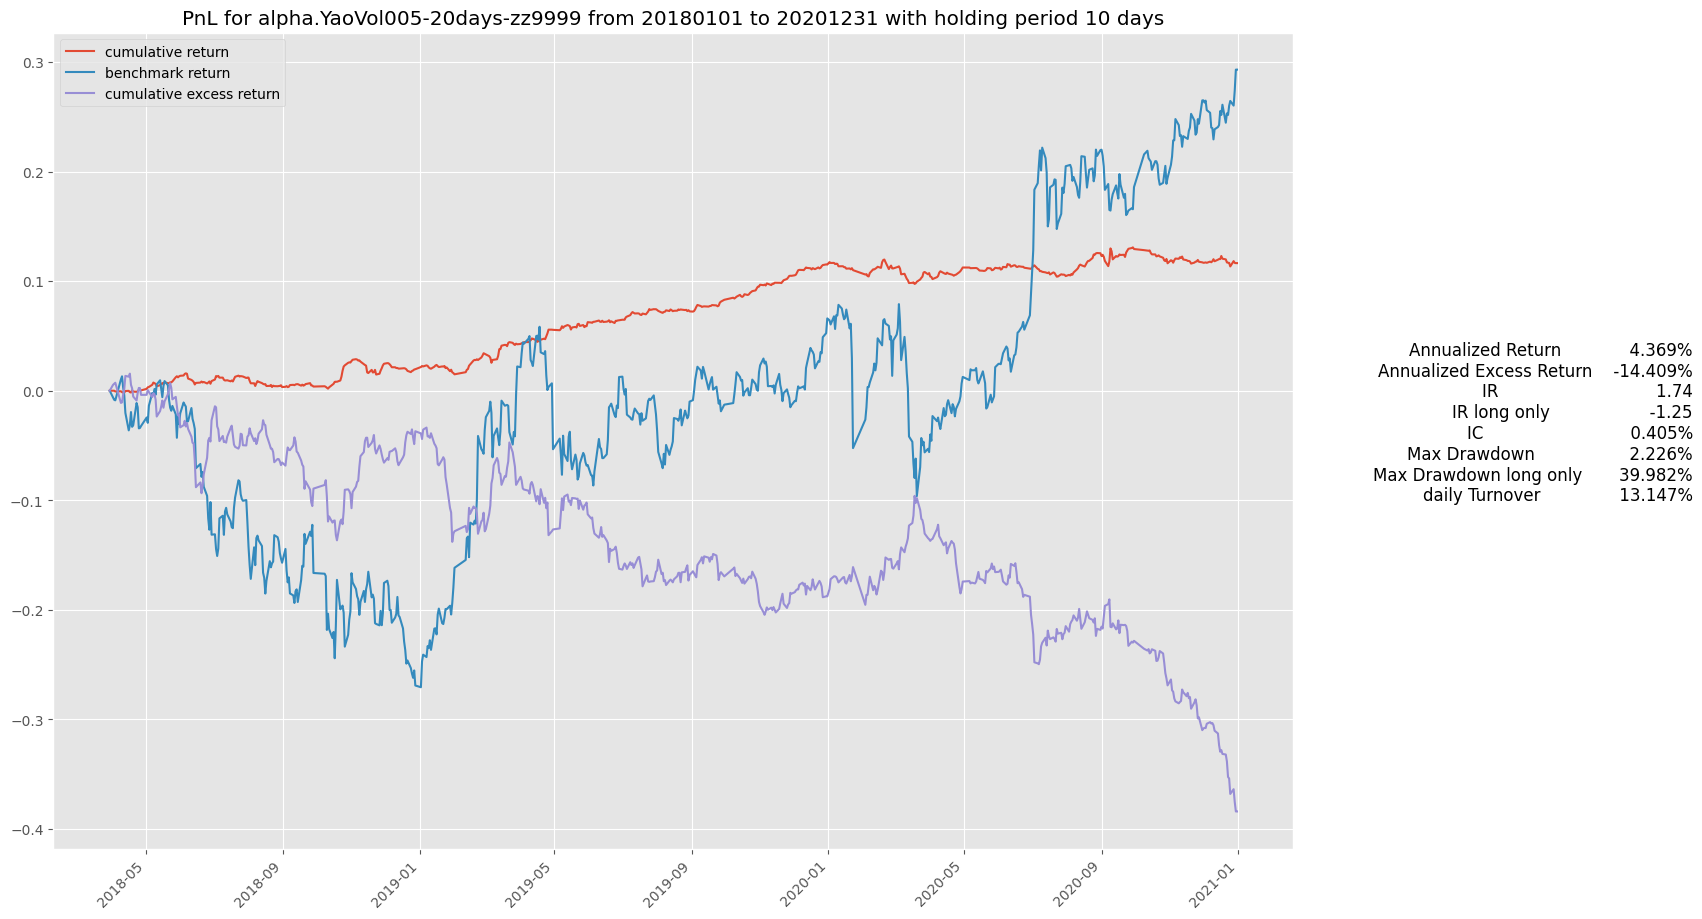 PnL for alpha.YaoVol005-20days-zz9999 from 20180101 to 20201231 with holding period 10 days
cumulative return
benchmark return
cumulative excess return
0.3
0.2
0.1
0.0
−0.1
−0.2
−0.3
−0.4
2018-05
2018-09
2019-01
2019-05
2019-09
2020-01
2020-05
2020-09
2021-01
Annualized Return 4.369%
Annualized Excess Return -14.409%
IR 1.74
IR long only -1.25
IC 0.405%
Max Drawdown 2.226%
Max Drawdown long only 39.982%
daily Turnover 13.147%